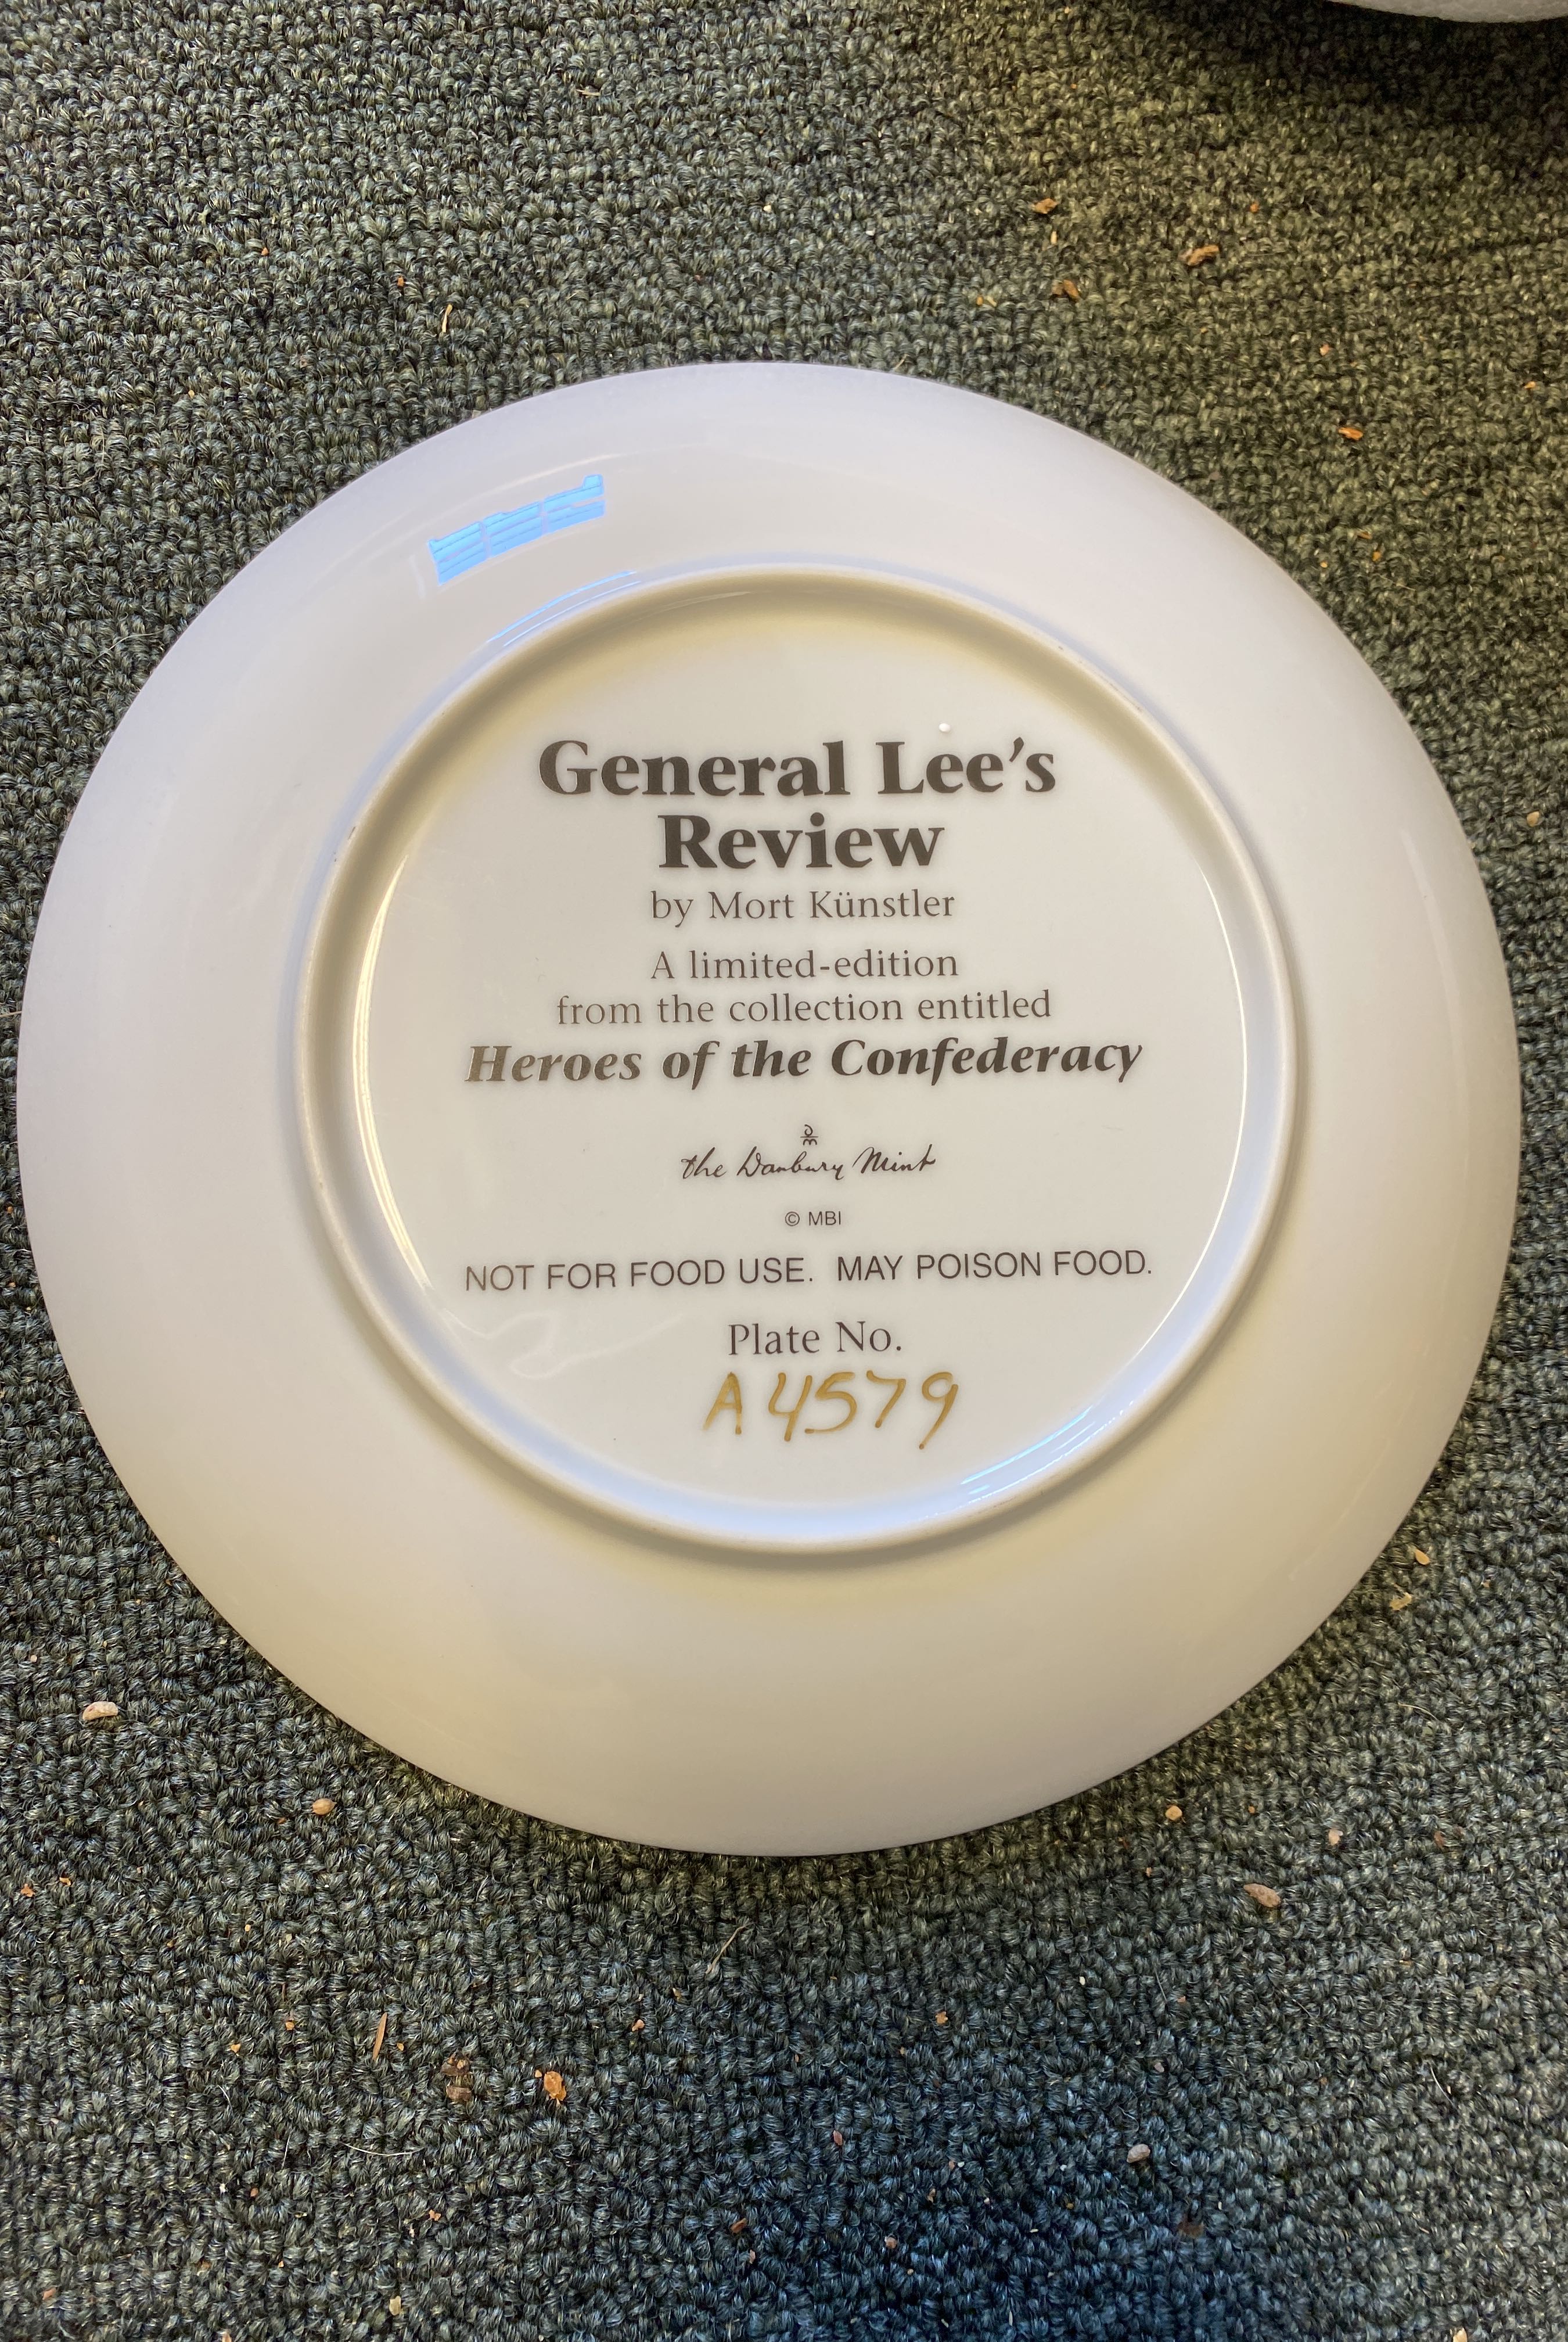 General Lee's
Review
by Mort Künstler
A limited-edition
from the collection entitled
Heroes of the Confederacy
DM
the Danbury Mint
© MBI
NOT FOR FOOD USE. MAY POISON FOOD.
Plate No.
A4579